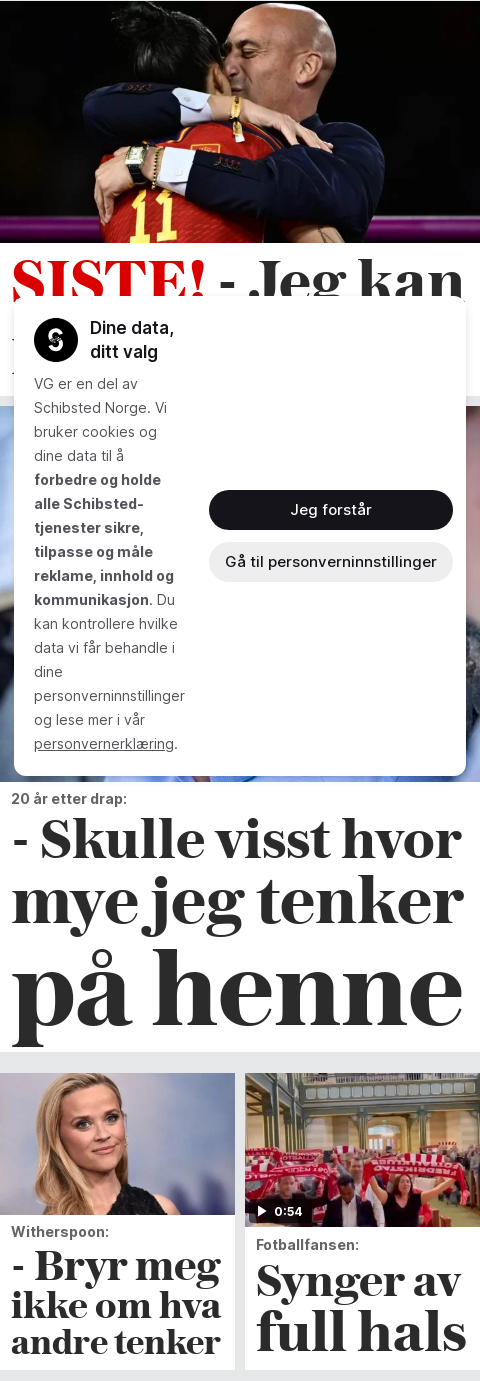 11
SISTE! - Jeg kan
Dine data,
ditt valg
VG er en del av
Schibsted Norge. Vi
bruker cookies og
dine data til å
forbedre og holde
alle Schibsted-
tjenester sikre,
tilpasse og måle
reklame, innhold og
kommunikasjon. Du
kan kontrollere hvilke
data vi får behandle i
dine
personverninnstillinger
og lese mer i vår
personvernerklæring.
Jeg forstår
Gå til personverninnstillinger
20 år etter drap:
- Skulle visst hvor
mye jeg tenker
på henne
Witherspoon:
- Bryr meg
ikke om hva
andre tenker
0:54
Fotballfansen:
Synger av
full hals